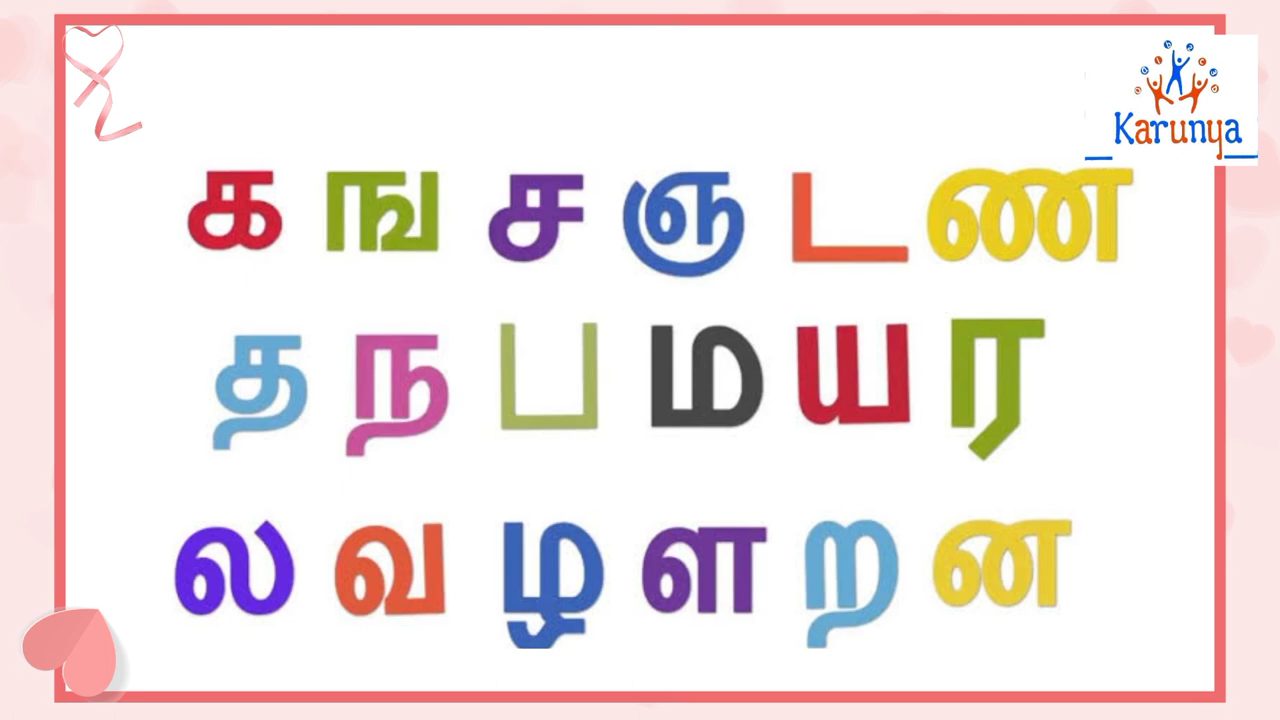 Karunya
க ங ச ஞ ட ண
த ந ப ம ய ர
ல வ ழ ள ற ன